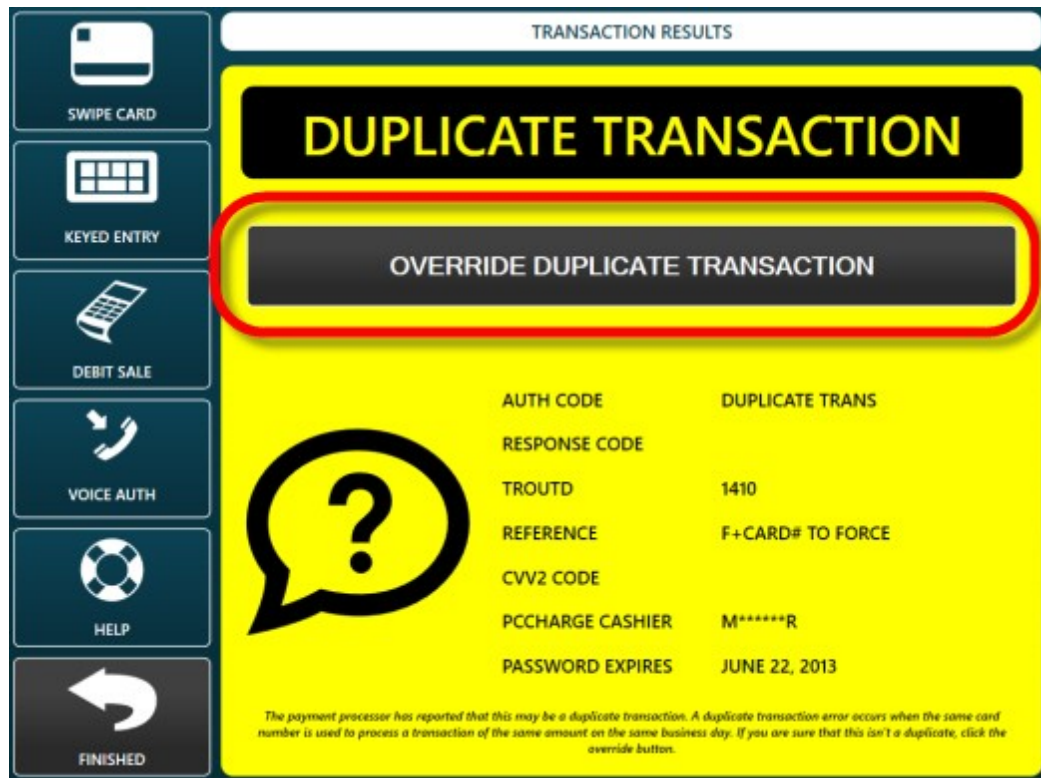 TRANSACTION RESULTS
SWIPE CARD
KEYED ENTRY
DEBIT SALE
VOICE AUTH
HELP
FINISHED
DUPLICATE TRANSACTION
OVERRIDE DUPLICATE TRANSACTION
AUTH CODE DUPLICATE TRANS
RESPONSE CODE
TROUTD 1410
REFERENCE F+CARD# TO FORCE
CVV2 CODE
PCCHARGE CASHIER M******R
PASSWORD EXPIRES JUNE 22, 2013
The payment processor has reported that this may be a duplicate transaction. A duplicate transaction error occurs when the same card
number is used to process a transaction of the same amount on the same business day. If you are sure that this isn't a duplicate, click the
override button.